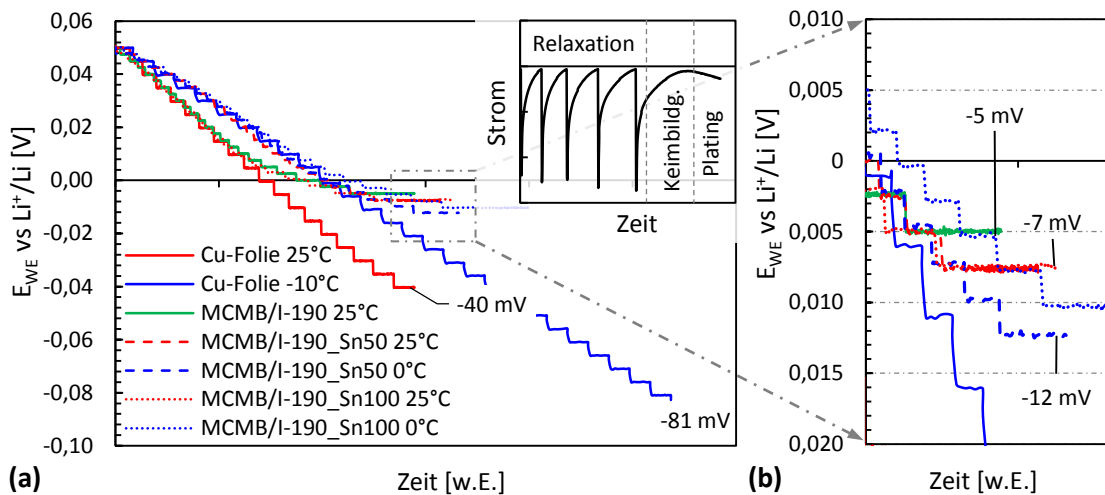 0,06
0,04
0,02
0,00
-0,02
-0,04
-0,06
-0,08
-0,10
E_WE vs Li⁺/Li [V]
Zeit [w.E.]
(a)
Cu-Folie 25°C
Cu-Folie -10°C
MCMB/I-190 25°C
MCMB/I-190_Sn50 25°C
MCMB/I-190_Sn50 0°C
MCMB/I-190_Sn100 25°C
MCMB/I-190_Sn100 0°C
-40 mV
-81 mV
Relaxation
Keimbildg.
Plating
Strom
Zeit
0,010
0,005
0
0,005
0,010
0,015
0,020
E_WE vs Li⁺/Li [V]
-5 mV
-7 mV
-12 mV
Zeit [w.E.]
(b)